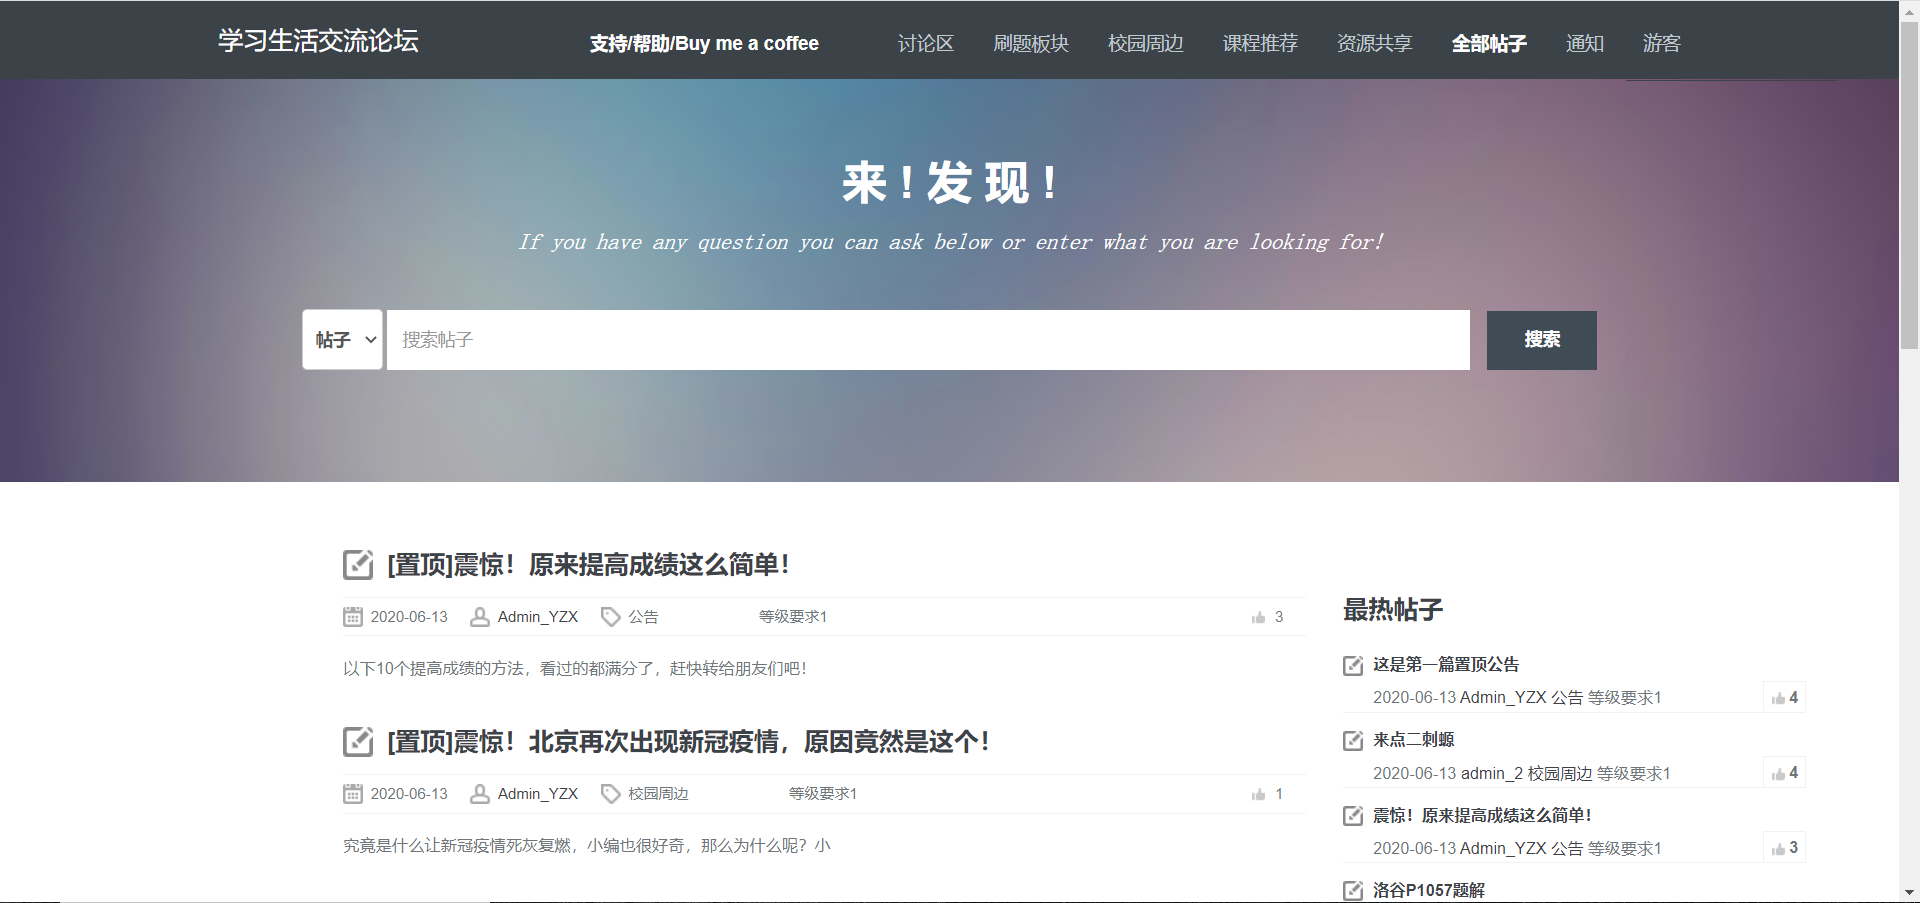 学习生活交流论坛
支持/帮助/Buy me a coffee 讨论区 刷题板块 校园周边 课程推荐 资源共享 全部帖子 通知 游客
来！发现！
If you have any question you can ask below or enter what you are looking for!
帖子 搜索帖子 搜索
[置顶]震惊！原来提高成绩这么简单！
2020-06-13 Admin_YZX 公告 等级要求1 3
以下10个提高成绩的方法，看过的都满分了，赶快转给朋友们吧！
[置顶]震惊！北京再次出现新冠疫情，原因竟然是这个！
2020-06-13 Admin_YZX 校园周边 等级要求1 1
究竟是什么让新冠疫情死灰复燃，小编也很好奇，那么为什么呢？小
最热帖子
这是第一篇置顶公告
2020-06-13 Admin_YZX 公告 等级要求1 4
来点二刺螈
2020-06-13 admin_2 校园周边 等级要求1 4
震惊！原来提高成绩这么简单！
2020-06-13 Admin_YZX 公告 等级要求1 3
洛谷P1057题解